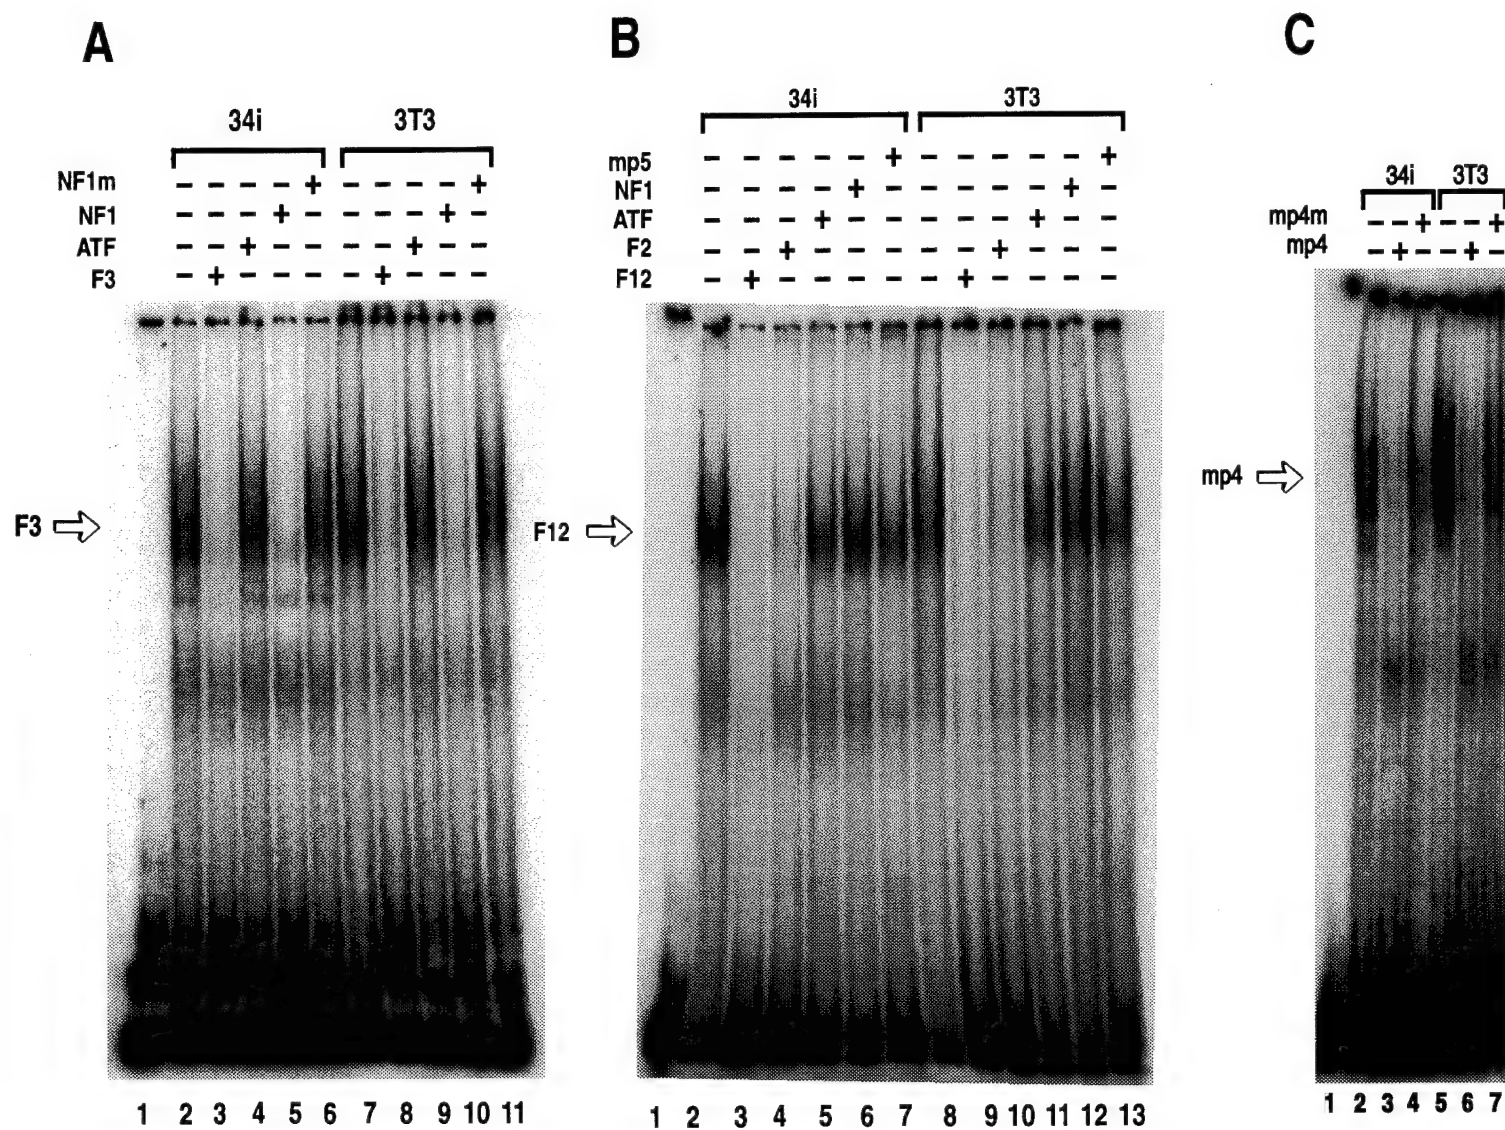 A
34i 3T3
NF1m − − − − + − − − − +
NF1 − − − + − − − − + −
ATF − − + − − − − + − −
F3 − + − − − − + − − −
F3
1 2 3 4 5 6 7 8 9 10 11
B
34i 3T3
mp5 − − − − − + − − − − − +
NF1 − − − − + − − − − − + −
ATF − − − + − − − − − + − −
F2 − − + − − − − − + − − −
F12 − + − − − − − + − − − −
F12
1 2 3 4 5 6 7 8 9 10 11 12 13
C
34i 3T3
mp4m − − + − − +
mp4 − + − − + −
mp4
1 2 3 4 5 6 7